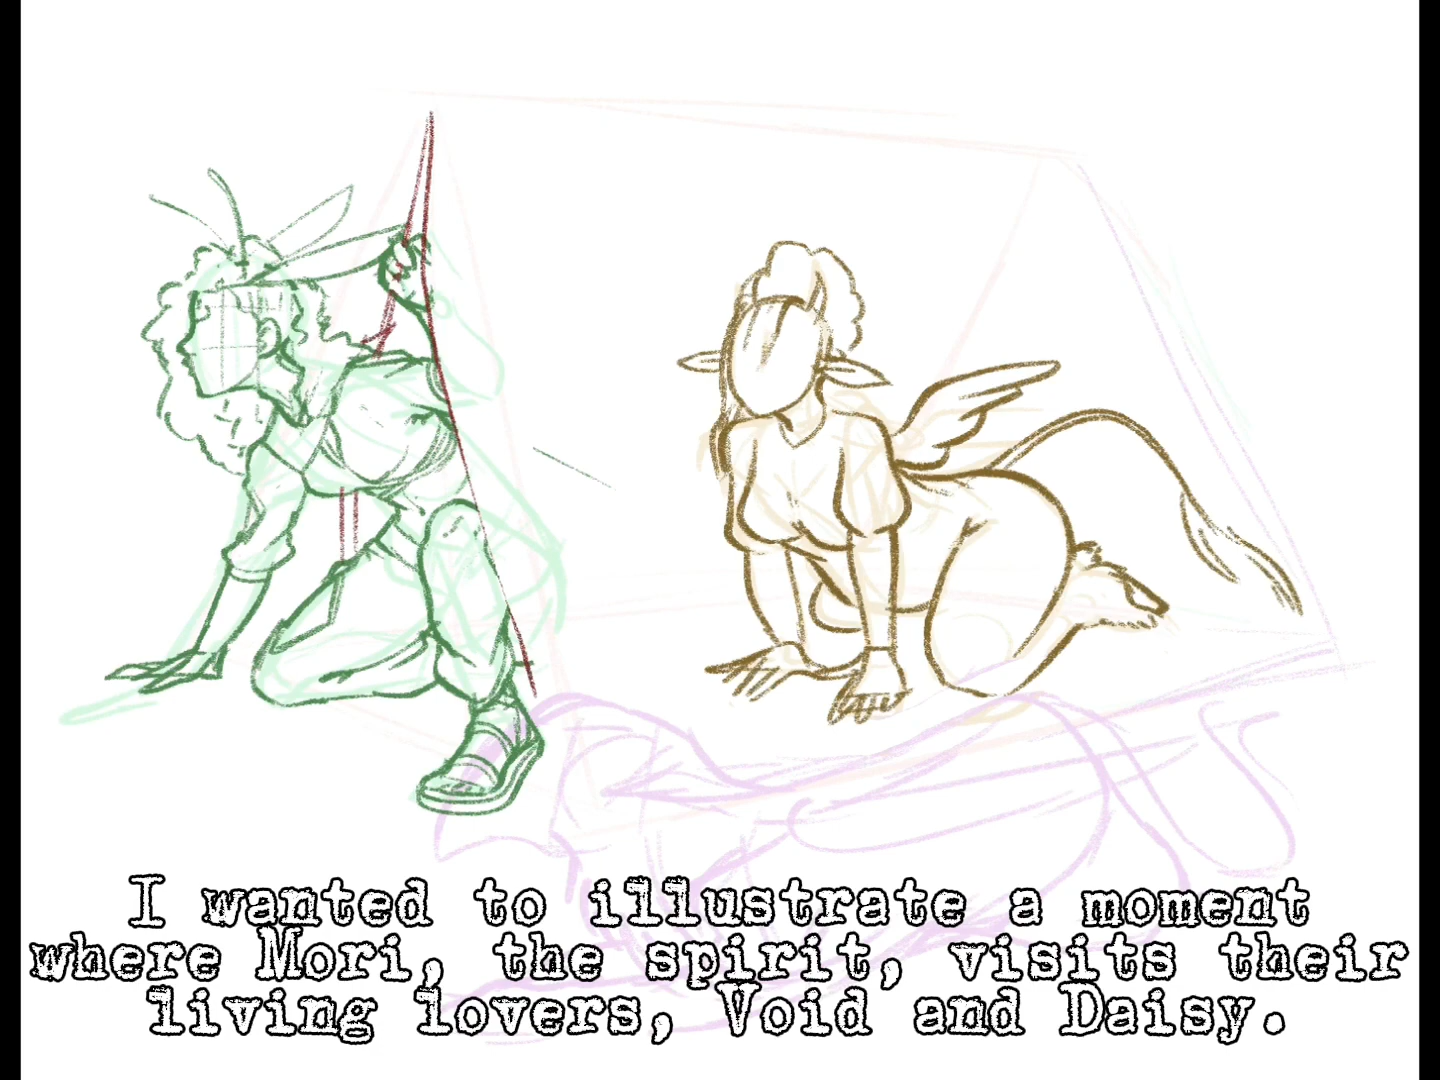 I wanted to illustrate a moment
where Mori, the spirit, visits their
living lovers, Void and Daisy.